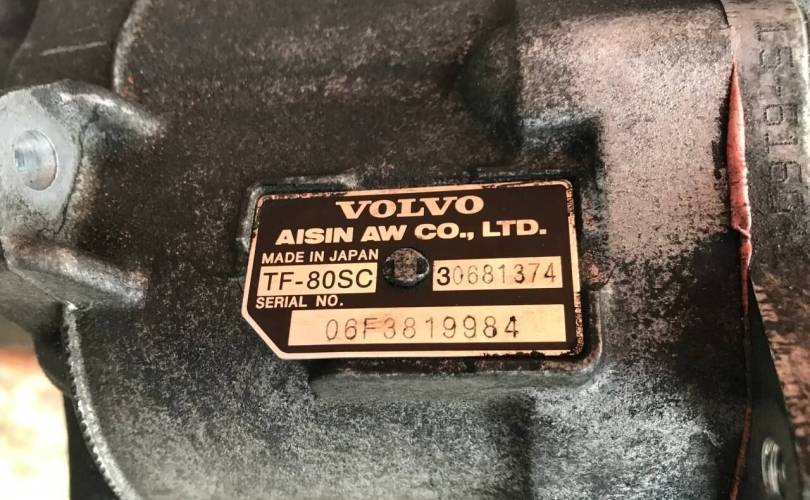 VOLVO
AISIN AW CO., LTD.
MADE IN JAPAN
TF-80SC 30681374
SERIAL NO.
06F3819984